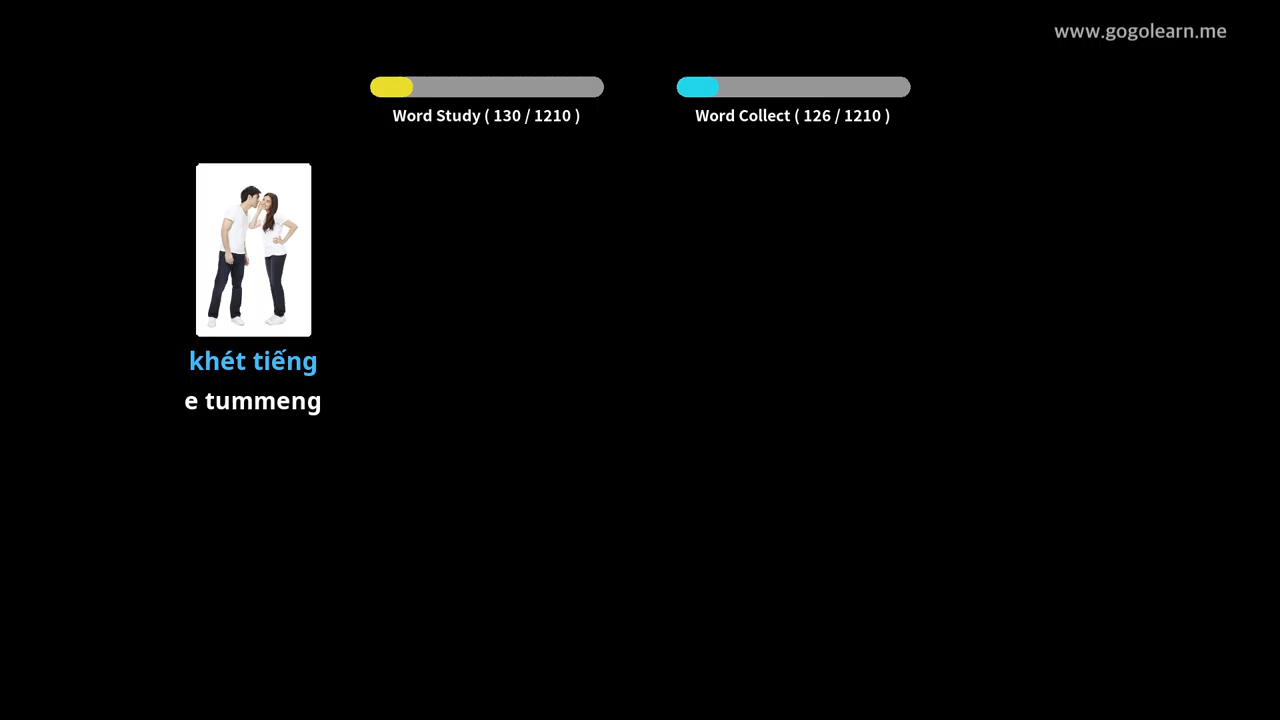 www.gogolearn.me
Word Study ( 130 / 1210 )
Word Collect ( 126 / 1210 )
khét tiếng
e tummeng